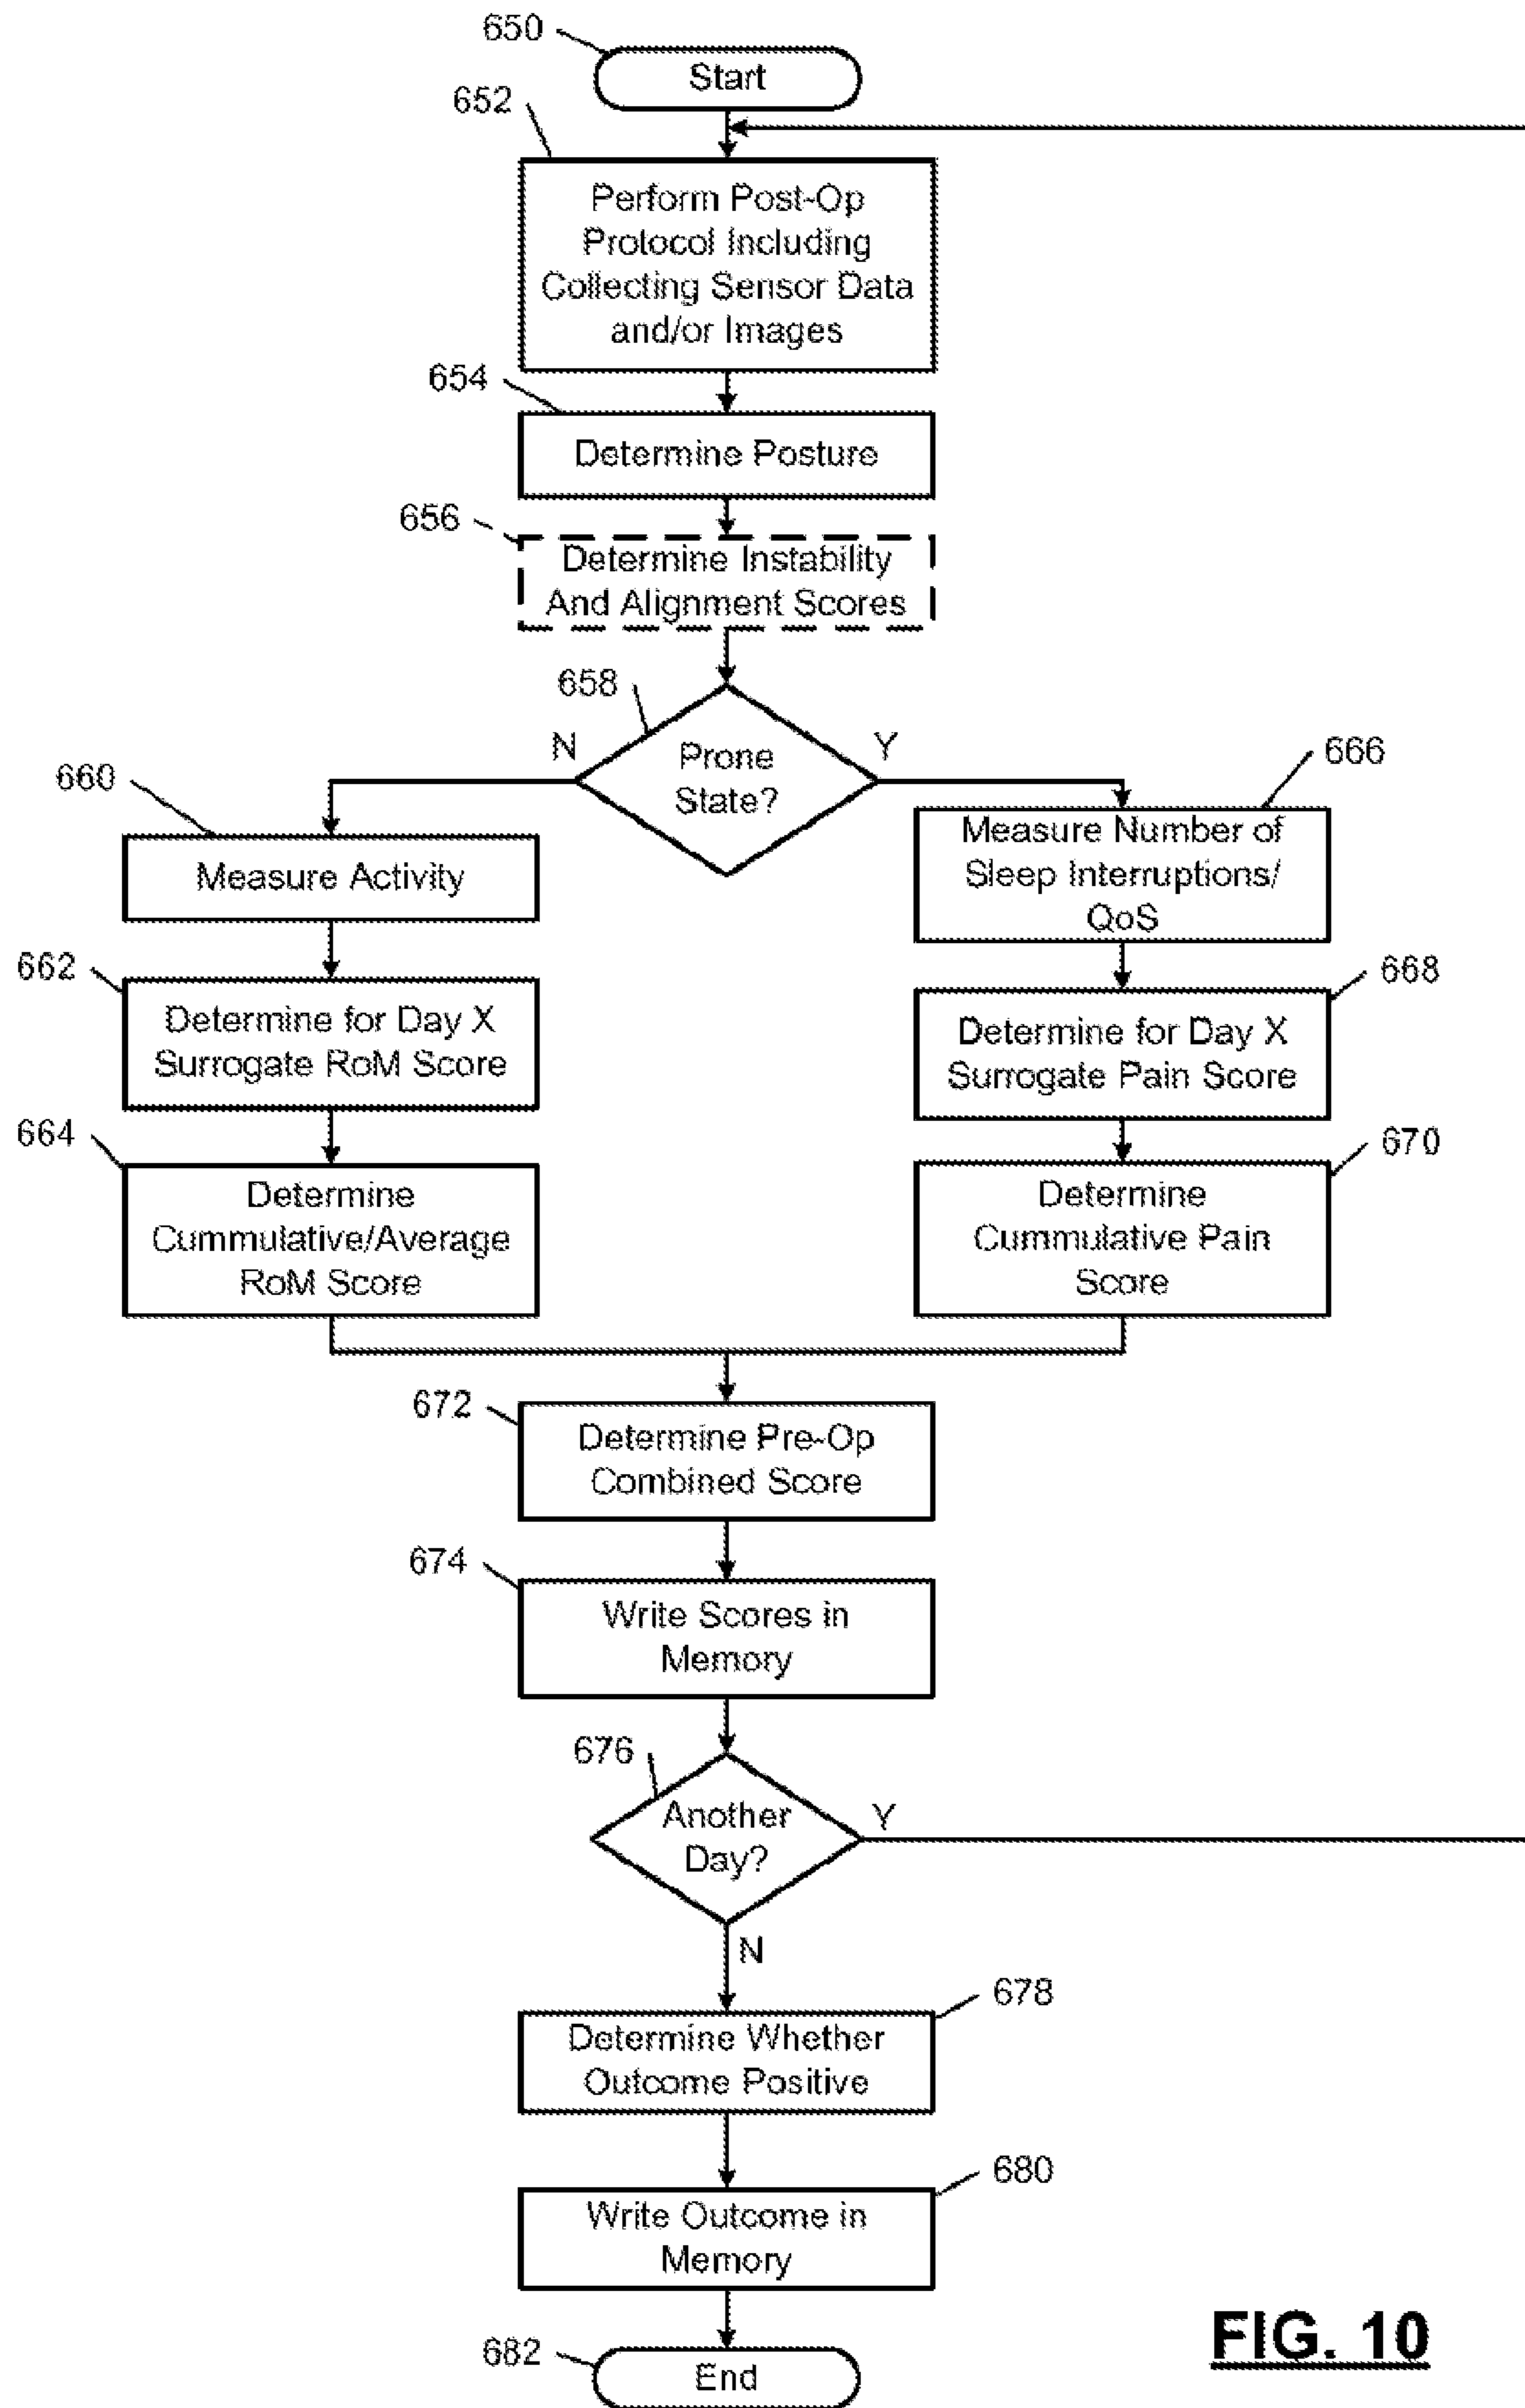 650
Start
652
Perform Post-Op
Protocol Including
Collecting Sensor Data
and/or Images
654
Determine Posture
656
Determine Instability
And Alignment Scores
658
Prone
State?
N
Y
660
Measure Activity
662
Determine for Day X
Surrogate RoM Score
664
Determine
Cummulative/Average
RoM Score
666
Measure Number of
Sleep Interruptions/
QoS
668
Determine for Day X
Surrogate Pain Score
670
Determine
Cummulative Pain
Score
672
Determine Pre-Op
Combined Score
674
Write Scores in
Memory
676
Another
Day?
Y
N
678
Determine Whether
Outcome Positive
680
Write Outcome in
Memory
682
End
FIG. 10